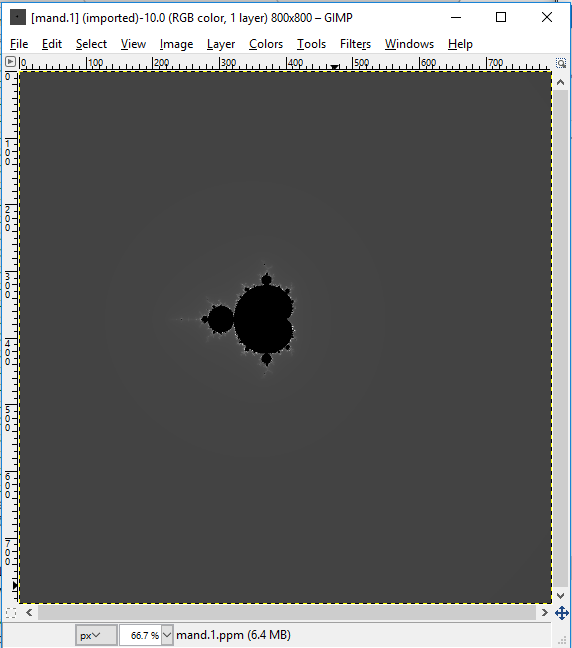 [mand.1] (imported)-10.0 (RGB color, 1 layer) 800x800 – GIMP
File Edit Select View Image Layer Colors Tools Filters Windows Help
0 100 200 300 400 500 600 700
0
100
200
300
400
500
600
700
px 66.7 % mand.1.ppm (6.4 MB)